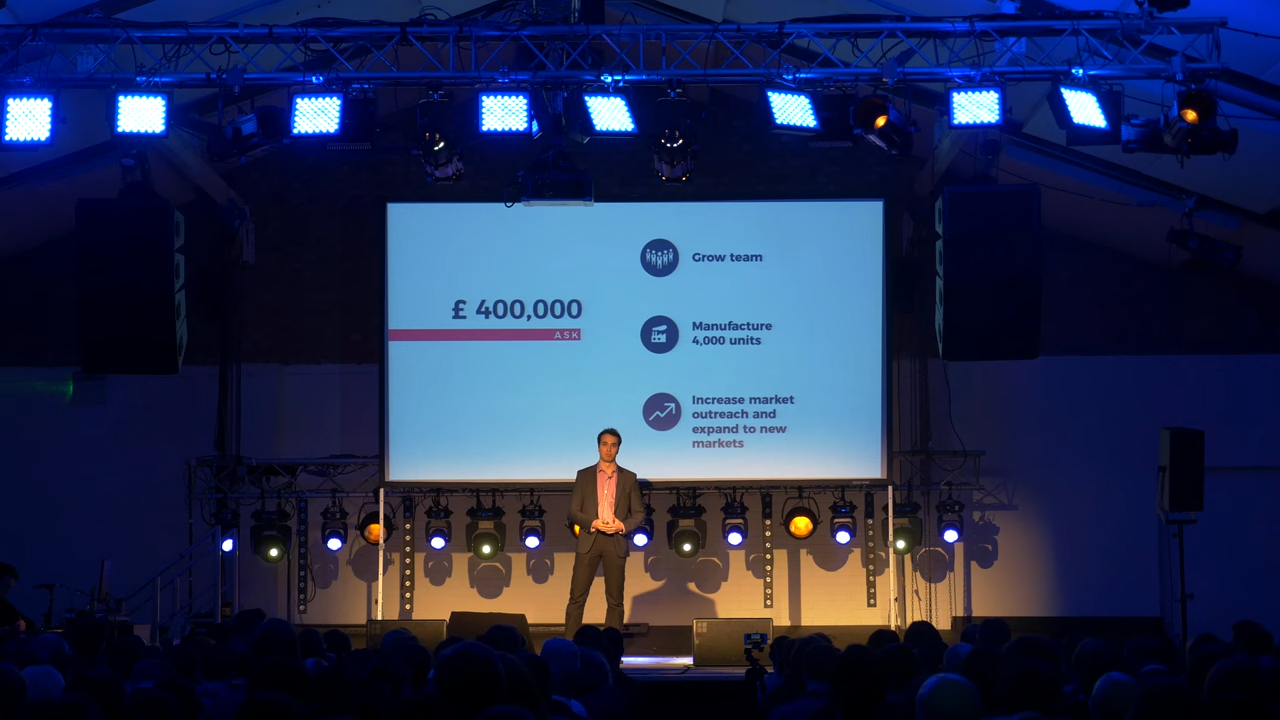 £ 400,000
ASK
Grow team
Manufacture
4,000 units
Increase market
outreach and
expand to new
markets